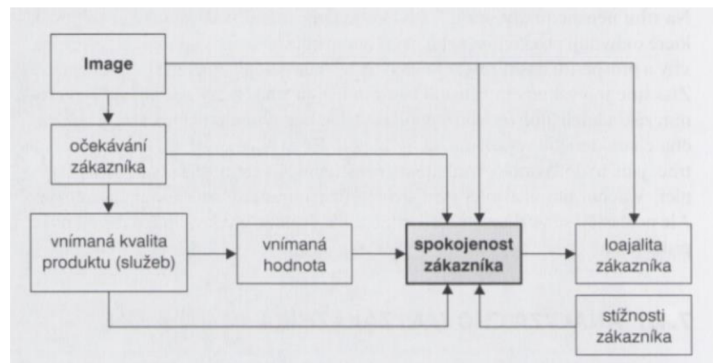 Image
očekávání
zákazníka
vnímaná kvalita
produktu (služeb)
vnímaná
hodnota
spokojenost
zákazníka
loajalita
zákazníka
stížnosti
zákazníka